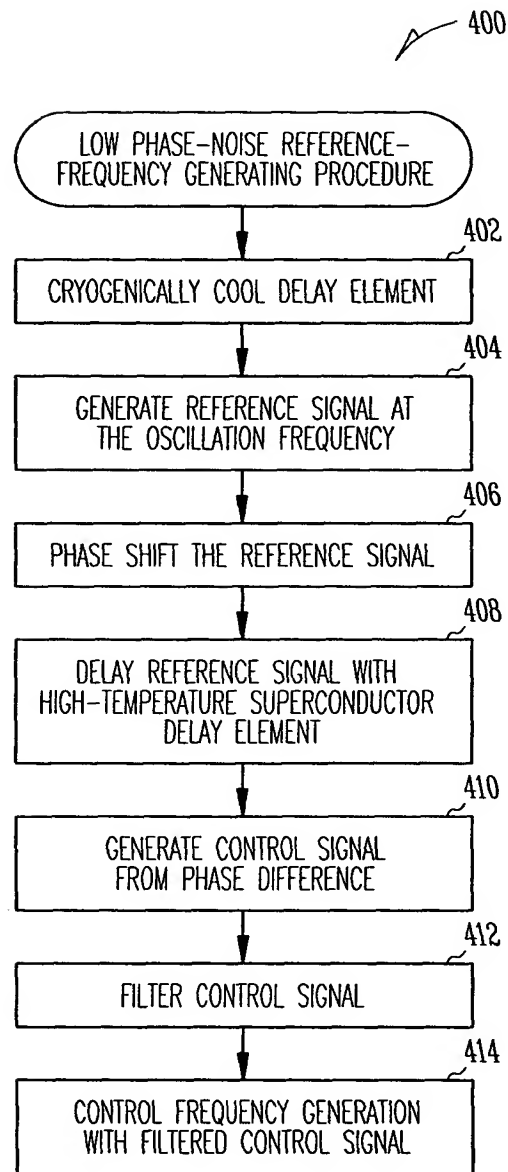 400
LOW PHASE-NOISE REFERENCE-
FREQUENCY GENERATING PROCEDURE
402
CRYOGENICALLY COOL DELAY ELEMENT
404
GENERATE REFERENCE SIGNAL AT
THE OSCILLATION FREQUENCY
406
PHASE SHIFT THE REFERENCE SIGNAL
408
DELAY REFERENCE SIGNAL WITH
HIGH-TEMPERATURE SUPERCONDUCTOR
DELAY ELEMENT
410
GENERATE CONTROL SIGNAL
FROM PHASE DIFFERENCE
412
FILTER CONTROL SIGNAL
414
CONTROL FREQUENCY GENERATION
WITH FILTERED CONTROL SIGNAL